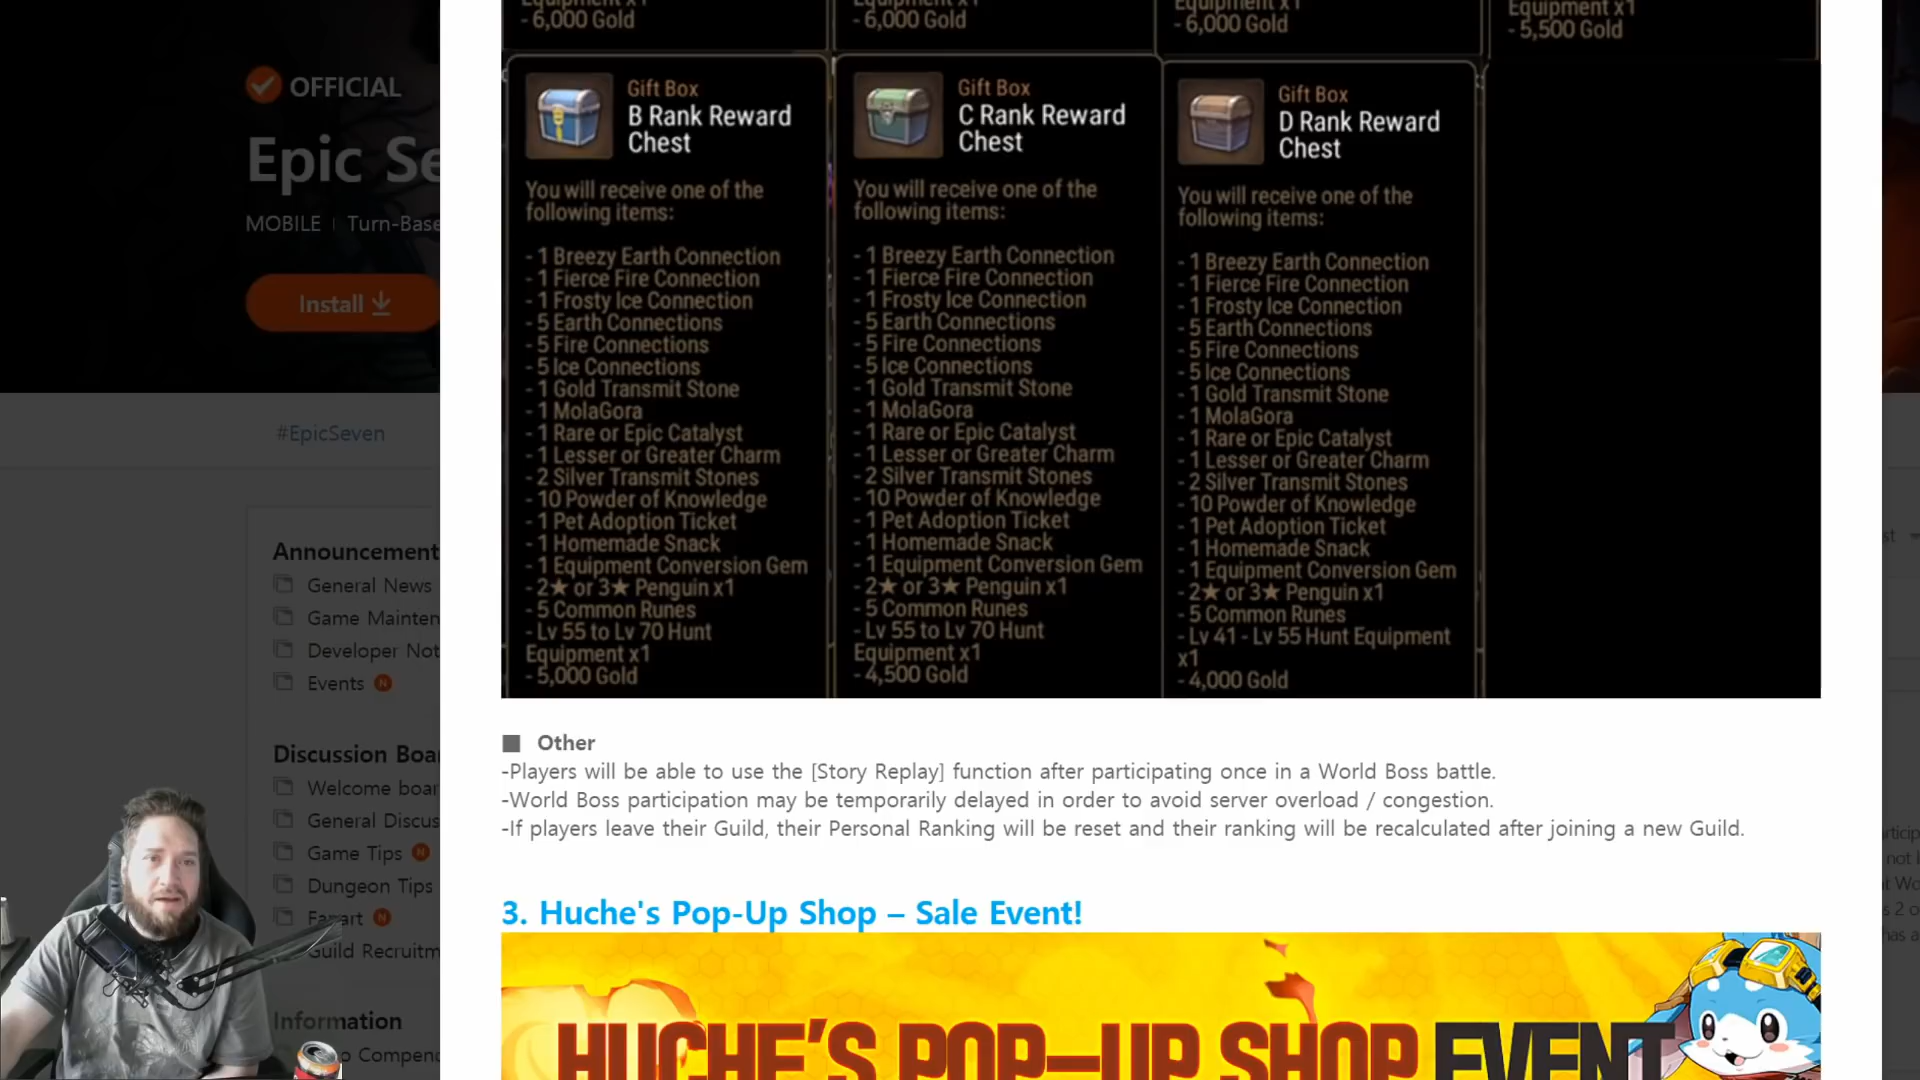 Equipment x1
- 6,000 Gold
Equipment x1
- 6,000 Gold
Equipment x1
- 6,000 Gold
Equipment x1
- 5,500 Gold
OFFICIAL
Epic Se
MOBILE | Turn-Base
Install
#EpicSeven
Announcement
General News
Game Mainten
Developer Not
Events N
Discussion Boa
Welcome boar
General Discus
Game Tips N
Dungeon Tips
Fanart N
Guild Recruitm
Information
o Compend
Gift Box
B Rank Reward
Chest
You will receive one of the
following items:
- 1 Breezy Earth Connection
- 1 Fierce Fire Connection
- 1 Frosty Ice Connection
- 5 Earth Connections
- 5 Fire Connections
- 5 Ice Connections
- 1 Gold Transmit Stone
- 1 MolaGora
- 1 Rare or Epic Catalyst
- 1 Lesser or Greater Charm
- 2 Silver Transmit Stones
- 10 Powder of Knowledge
- 1 Pet Adoption Ticket
- 1 Homemade Snack
- 1 Equipment Conversion Gem
- 2★ or 3★ Penguin x1
- 5 Common Runes
- Lv 55 to Lv 70 Hunt
Equipment x1
- 5,000 Gold
Gift Box
C Rank Reward
Chest
You will receive one of the
following items:
- 1 Breezy Earth Connection
- 1 Fierce Fire Connection
- 1 Frosty Ice Connection
- 5 Earth Connections
- 5 Fire Connections
- 5 Ice Connections
- 1 Gold Transmit Stone
- 1 MolaGora
- 1 Rare or Epic Catalyst
- 1 Lesser or Greater Charm
- 2 Silver Transmit Stones
- 10 Powder of Knowledge
- 1 Pet Adoption Ticket
- 1 Homemade Snack
- 1 Equipment Conversion Gem
- 2★ or 3★ Penguin x1
- 5 Common Runes
- Lv 55 to Lv 70 Hunt
Equipment x1
- 4,500 Gold
Gift Box
D Rank Reward
Chest
You will receive one of the
following items:
- 1 Breezy Earth Connection
- 1 Fierce Fire Connection
- 1 Frosty Ice Connection
- 5 Earth Connections
- 5 Fire Connections
- 5 Ice Connections
- 1 Gold Transmit Stone
- 1 MolaGora
- 1 Rare or Epic Catalyst
- 1 Lesser or Greater Charm
- 2 Silver Transmit Stones
- 10 Powder of Knowledge
- 1 Pet Adoption Ticket
- 1 Homemade Snack
- 1 Equipment Conversion Gem
- 2★ or 3★ Penguin x1
- 5 Common Runes
- Lv 41 - Lv 55 Hunt Equipment
x1
- 4,000 Gold
■ Other
-Players will be able to use the [Story Replay] function after participating once in a World Boss battle.
-World Boss participation may be temporarily delayed in order to avoid server overload / congestion.
-If players leave their Guild, their Personal Ranking will be reset and their ranking will be recalculated after joining a new Guild.
3. Huche's Pop-Up Shop – Sale Event!
HUCHE'S POP-UP SHOP EVENT